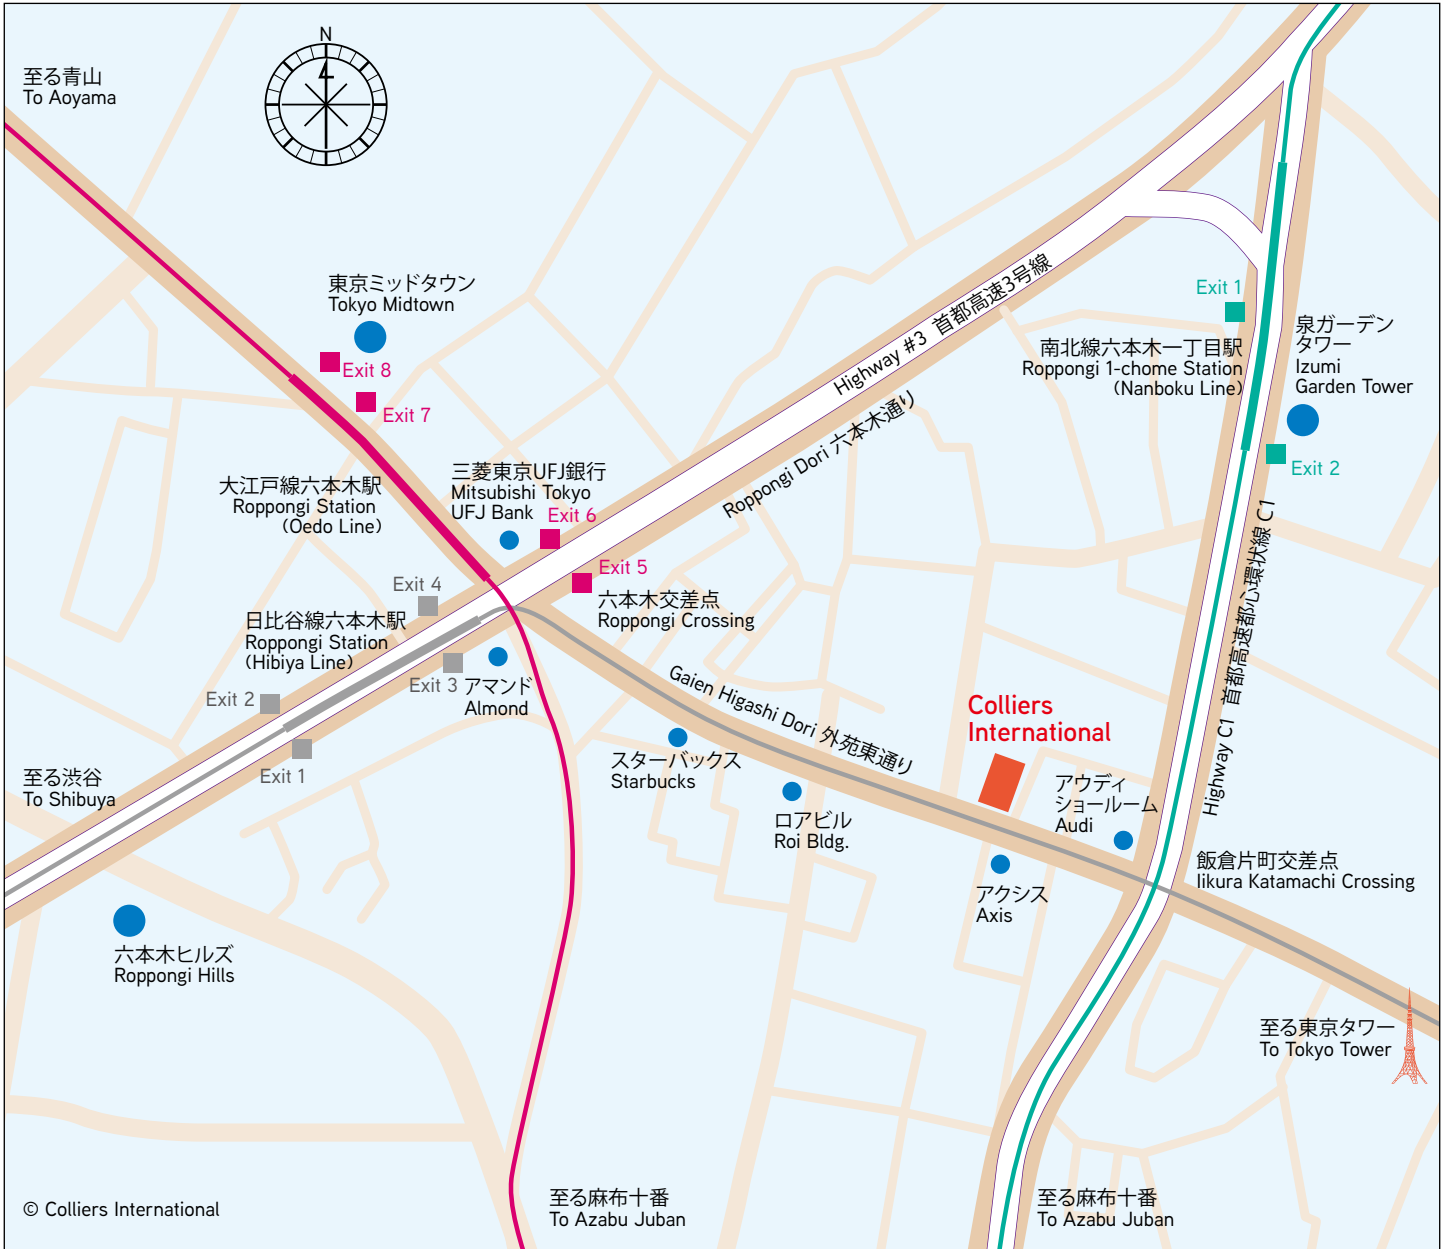 N
至る青山
To Aoyama
東京ミッドタウン
Tokyo Midtown
Exit 8
Exit 7
Highway #3 首都高速3号線
Roppongi Dori 六本木通り
Exit 1
南北線六本木一丁目駅
Roppongi 1-chome Station
(Nanboku Line)
泉ガーデン
タワー
Izumi
Garden Tower
Exit 2
大江戸線六本木駅
Roppongi Station
(Oedo Line)
三菱東京UFJ銀行
Mitsubishi Tokyo
UFJ Bank
Exit 6
Exit 5
六本木交差点
Roppongi Crossing
Exit 4
日比谷線六本木駅
Roppongi Station
(Hibiya Line)
Exit 3
アマンド
Almond
Exit 2
Exit 1
至る渋谷
To Shibuya
Gaien Higashi Dori 外苑東通り
スターバックス
Starbucks
ロアビル
Roi Bldg.
Colliers
International
アウディ
ショールーム
Audi
アクシス
Axis
Highway C1 首都高速都心環状線 C1
飯倉片町交差点
Iikura Katamachi Crossing
六本木ヒルズ
Roppongi Hills
至る東京タワー
To Tokyo Tower
© Colliers International
至る麻布十番
To Azabu Juban
至る麻布十番
To Azabu Juban